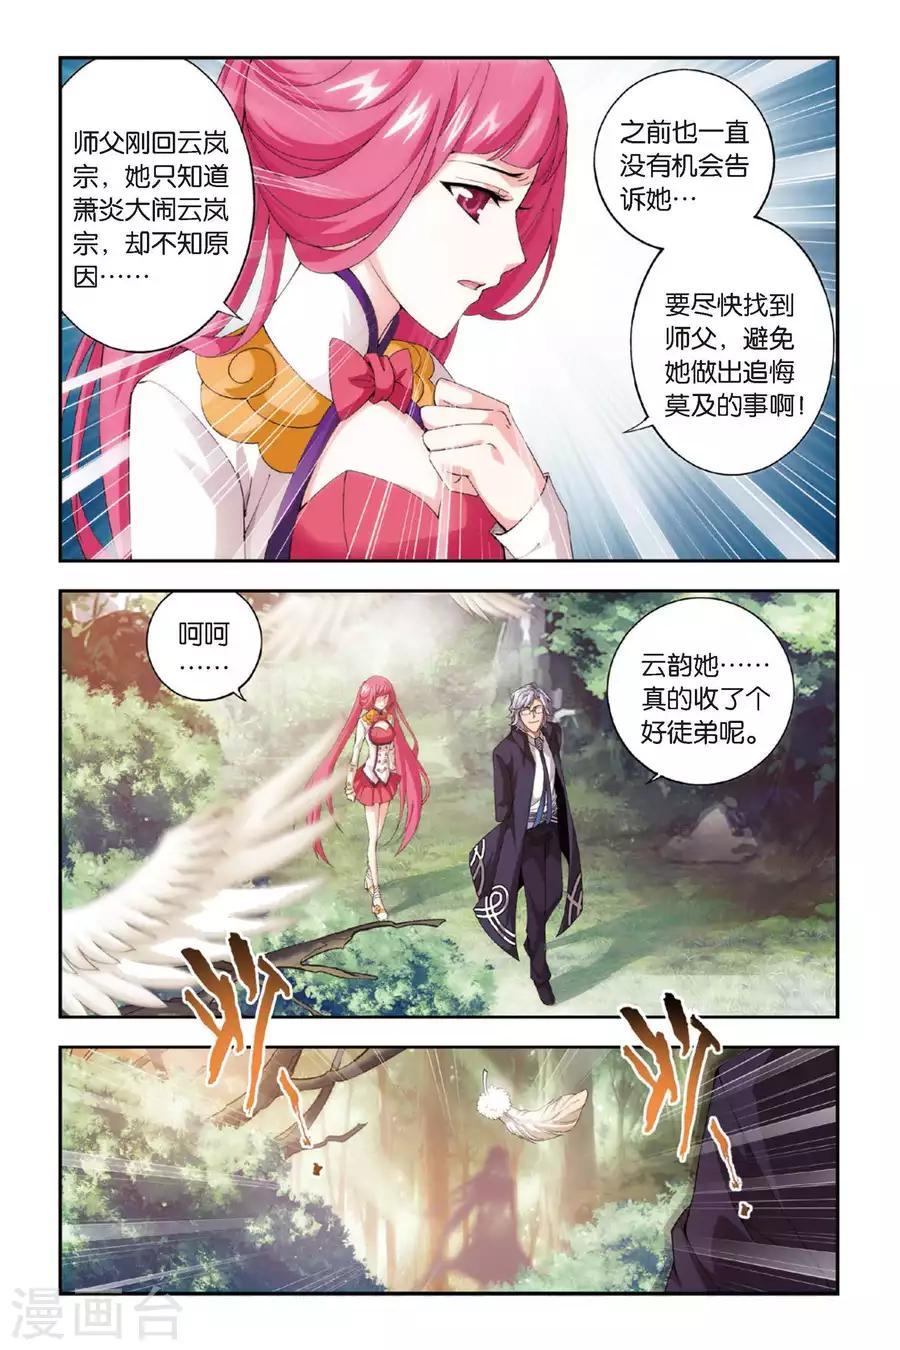 师父刚回云岚
宗，她只知道
萧炎大闹云岚
宗，却不知原
因……
之前也一直
没有机会告
诉她…
要尽快找到
师父，避免
她做出追悔
莫及的事啊！
呵呵
……
云韵她……
真的收了个
好徒弟呢。
漫画台